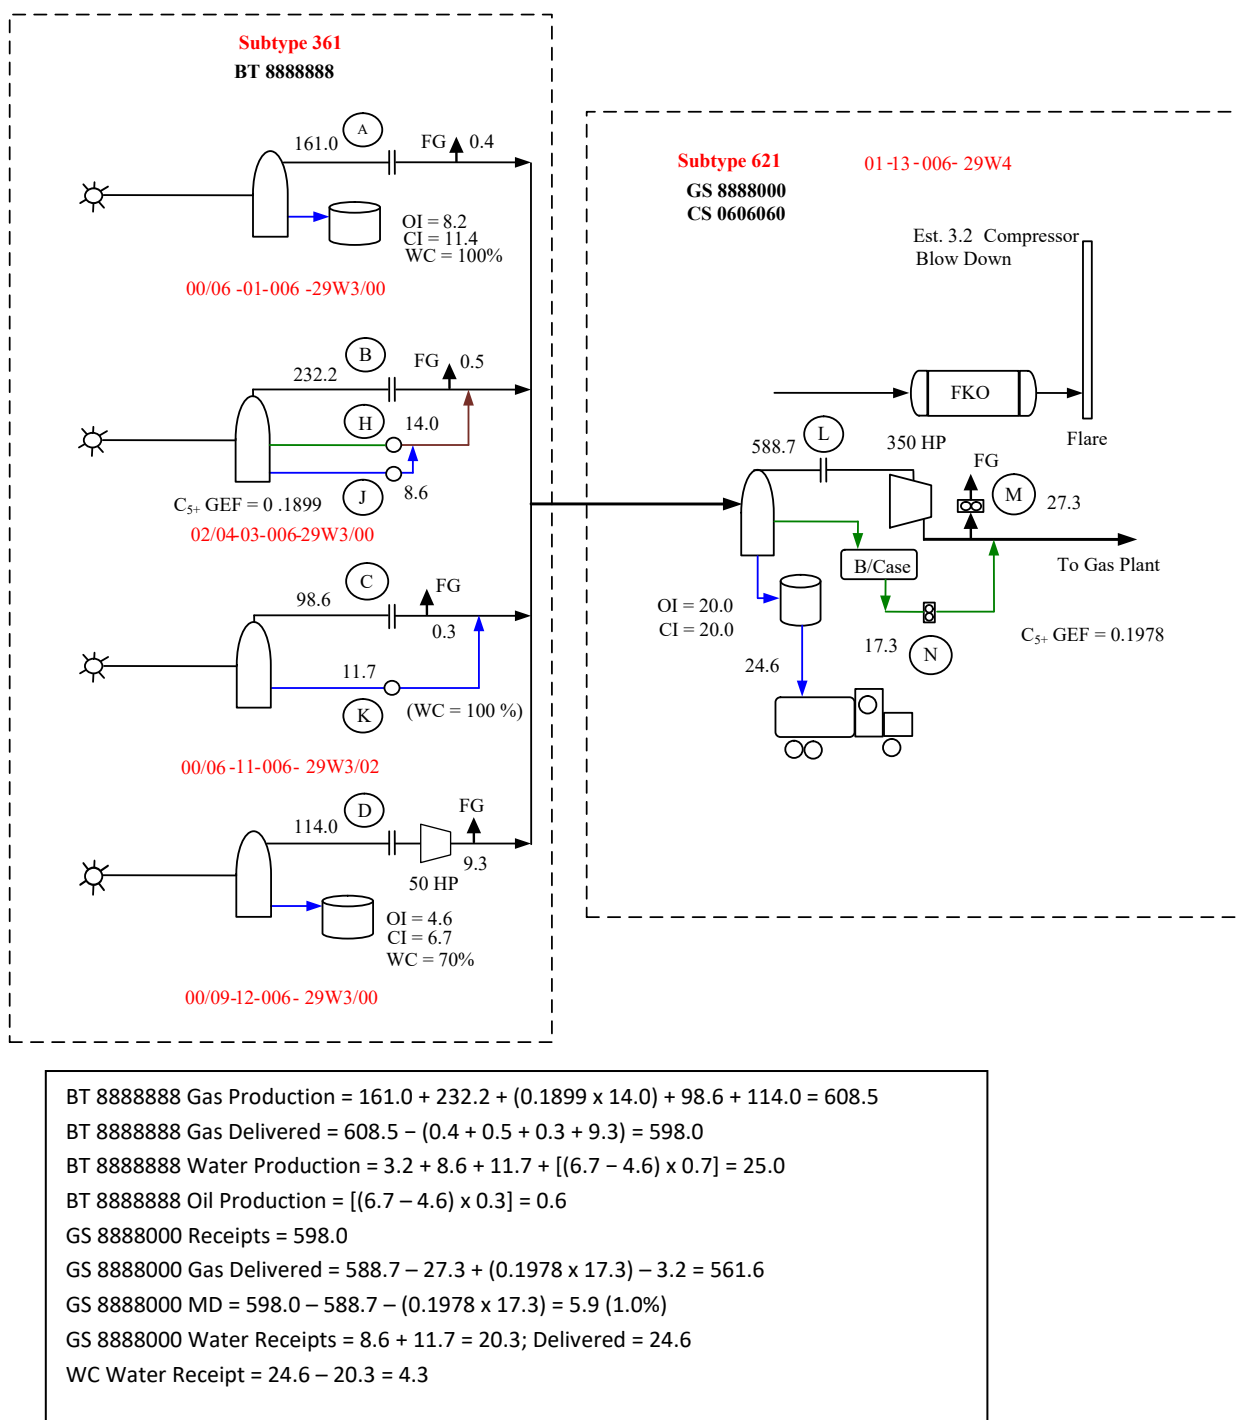 Subtype 361
BT 8888888
161.0
A
FG
0.4
OI = 8.2
CI = 11.4
WC = 100%
00/06 -01-006 -29W3/00
232.2
B
FG
0.5
H
14.0
J
8.6
C5+ GEF = 0 .1899
02/04-03-006-29W3/00
98.6
C
FG
0.3
11.7
K
(WC = 100 %)
00/06 -11-006- 29W3/02
114.0
D
FG
9.3
50 HP
OI = 4.6
CI = 6.7
WC = 70%
00/09-12-006- 29W3/00
Subtype 621
01-13-006- 29W4
GS 8888000
CS 0606060
Est. 3.2 Compressor
Blow Down
FKO
Flare
588.7
L
350 HP
FG
M
27.3
To Gas Plant
B/Case
OI = 20.0
CI = 20.0
17.3
N
C5+ GEF = 0.1978
24.6
BT 8888888 Gas Production = 161.0 + 232.2 + (0.1899 x 14.0) + 98.6 + 114.0 = 608.5
BT 8888888 Gas Delivered = 608.5 − (0.4 + 0.5 + 0.3 + 9.3) = 598.0
BT 8888888 Water Production = 3.2 + 8.6 + 11.7 + [(6.7 – 4.6) x 0.7] = 25.0
BT 8888888 Oil Production = [(6.7 – 4.6) x 0.3] = 0.6
GS 8888000 Receipts = 598.0
GS 8888000 Gas Delivered = 588.7 – 27.3 + (0.1978 x 17.3) – 3.2 = 561.6
GS 8888000 MD = 598.0 – 588.7 – (0.1978 x 17.3) = 5.9 (1.0%)
GS 8888000 Water Receipts = 8.6 + 11.7 = 20.3; Delivered = 24.6
WC Water Receipt = 24.6 – 20.3 = 4.3